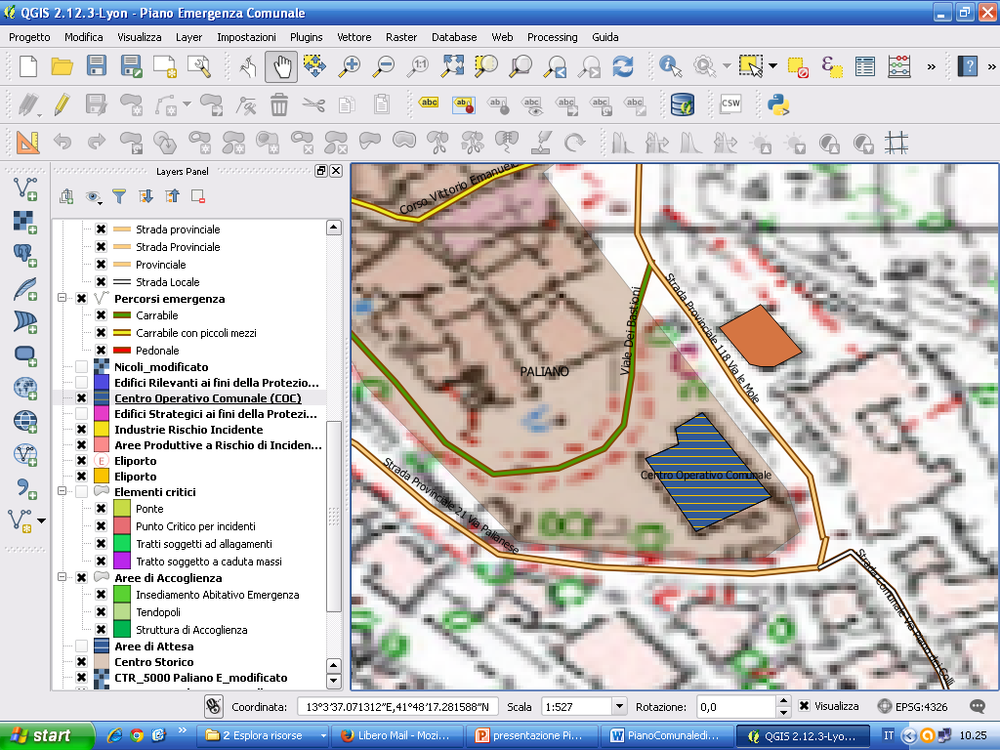 QGIS 2.12.3-Lyon - Piano Emergenza Comunale
Progetto Modifica Visualizza Layer Impostazioni Plugins Vettore Raster Database Web Processing Guida
abc abc abc abc abc abc abc CSW
Layers Panel
Strada provinciale
Strada Provinciale
Provinciale
Strada Locale
Percorsi emergenza
Carrabile
Carrabile con piccoli mezzi
Pedonale
Nicoli_modificato
Edifici Rilevanti ai fini della Protezio...
Centro Operativo Comunale (COC)
Edifici Strategici ai fini della Protezi...
Industrie Rischio Incidente
Aree Produttive a Rischio di Inciden...
Eliporto
Eliporto
Elementi critici
Ponte
Punto Critico per incidenti
Tratti soggetti ad allagamenti
Tratto soggetto a caduta massi
Aree di Accoglienza
Insediamento Abitativo Emergenza
Tendopoli
Struttura di Accoglienza
Aree di Attesa
Centro Storico
CTR_5000 Paliano E_modificato
Corso Vittorio Emanuele
Viale Dei Bastioni
Strada Provinciale 118 Via le Mole
PALIANO
Centro Operativo Comunale
Strada Provinciale 21 Via Palianese
Coordinata: 13°3'37.071312"E,41°48'17.281588"N Scala 1:527 Rotazione: 0,0 Visualizza EPSG:4326
start 2 Esplora risorse Libero Mail - Mozi... presentazione Pi... PianoComunaledi... QGIS 2.12.3-Lyo... IT 10.25